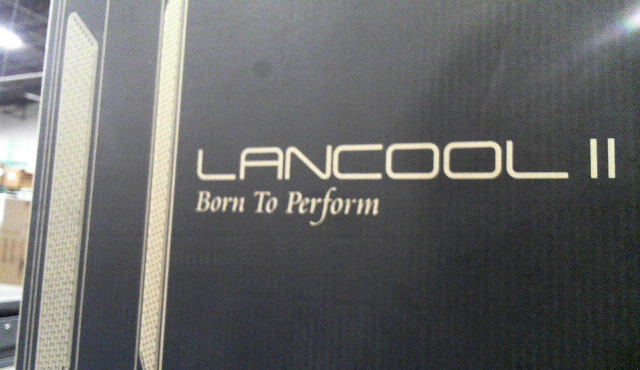 LANCOOL II
Born To Perform